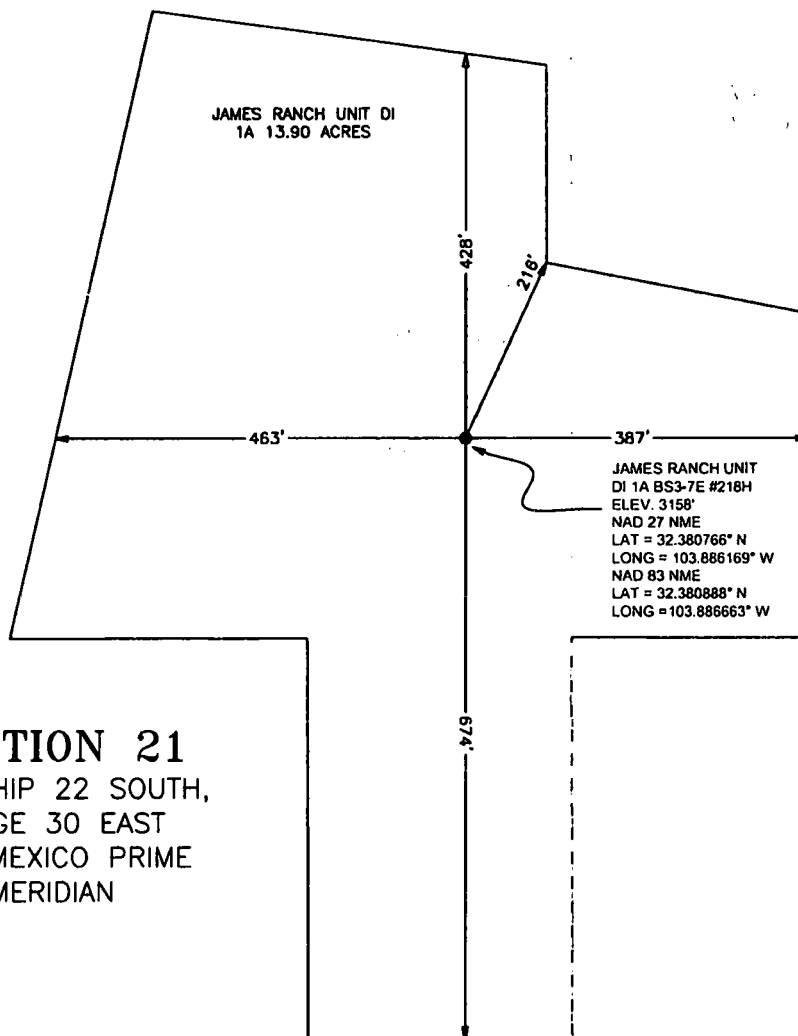 JAMES RANCH UNIT DI
1A 13.90 ACRES
428'
218'
463'
387'
JAMES RANCH UNIT
DI 1A BS3-7E #218H
ELEV. 3158'
NAD 27 NME
LAT = 32.380766° N
LONG = 103.886169° W
NAD 83 NME
LAT = 32.380888° N
LONG =103.886663° W
674'
TION 21
HIP 22 SOUTH,
GE 30 EAST
MEXICO PRIME
MERIDIAN